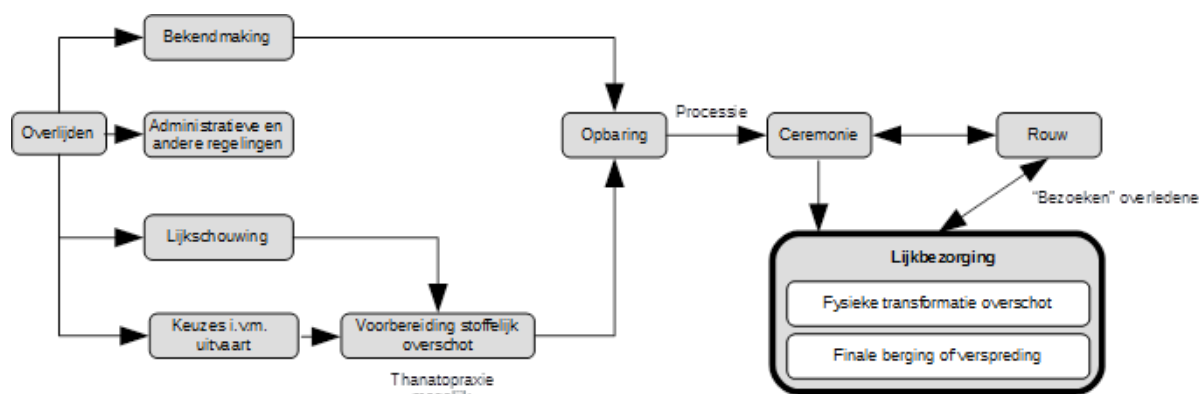 Bekendmaking
Overlijden
Administratieve en
andere regelingen
Opbaring
Processie
Ceremonie
Rouw
"Bezoeken" overledene
Lijkschouwing
Lijkbezorging
Fysieke transformatie overschot
Finale berging of verspreding
Keuzes i.v.m.
uitvaart
Voorbereiding stoffelijk
overschot
Thanatopraxie